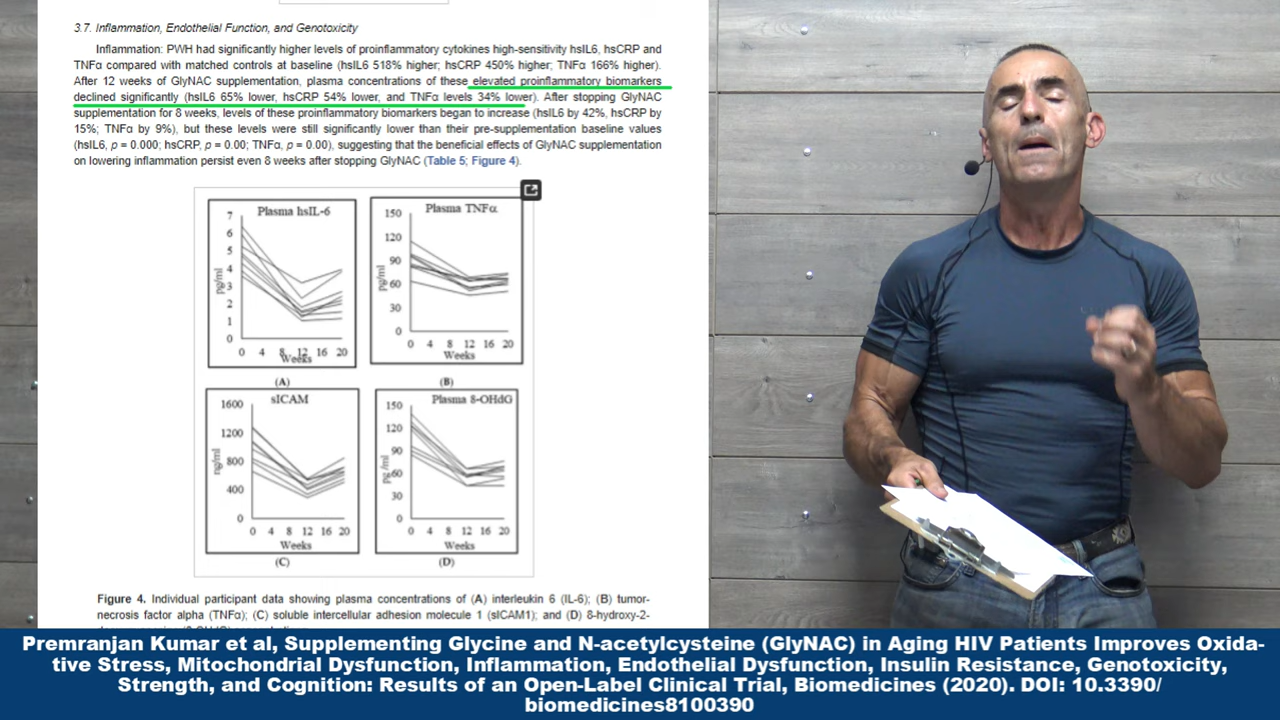 3.7. Inflammation, Endothelial Function, and Genotoxicity
Inflammation: PWH had significantly higher levels of proinflammatory cytokines high-sensitivity hsIL6, hsCRP and
TNFα compared with matched controls at baseline (hsIL6 518% higher; hsCRP 450% higher; TNFα 166% higher).
After 12 weeks of GlyNAC supplementation, plasma concentrations of these elevated proinflammatory biomarkers
declined significantly (hsIL6 65% lower, hsCRP 54% lower, and TNFα levels 34% lower). After stopping GlyNAC
supplementation for 8 weeks, levels of these proinflammatory biomarkers began to increase (hsIL6 by 42%, hsCRP by
15%; TNFα by 9%), but these levels were still significantly lower than their pre-supplementation baseline values
(hsIL6, p = 0.000; hsCRP, p = 0.00; TNFα, p = 0.00), suggesting that the beneficial effects of GlyNAC supplementation
on lowering inflammation persist even 8 weeks after stopping GlyNAC (Table 5; Figure 4).
Plasma hsIL-6
7
6
5
4
3
2
1
0
pg/ml
0 4 8 12 16 20
Weeks
(A)
Plasma TNFα
150
120
90
60
30
0
pg/ml
0 4 8 12 16 20
Weeks
(B)
sICAM
1600
1200
800
400
0
ng/ml
0 4 8 12 16 20
Weeks
(C)
Plasma 8-OHdG
150
120
90
60
30
0
pg /ml
0 4 8 12 16 20
Weeks
(D)
Figure 4. Individual participant data showing plasma concentrations of (A) interleukin 6 (IL-6); (B) tumor-
necrosis factor alpha (TNFα); (C) soluble intercellular adhesion molecule 1 (sICAM1); and (D) 8-hydroxy-2-
Premranjan Kumar et al, Supplementing Glycine and N-acetylcysteine (GlyNAC) in Aging HIV Patients Improves Oxida-
tive Stress, Mitochondrial Dysfunction, Inflammation, Endothelial Dysfunction, Insulin Resistance, Genotoxicity,
Strength, and Cognition: Results of an Open-Label Clinical Trial, Biomedicines (2020). DOI: 10.3390/
biomedicines8100390